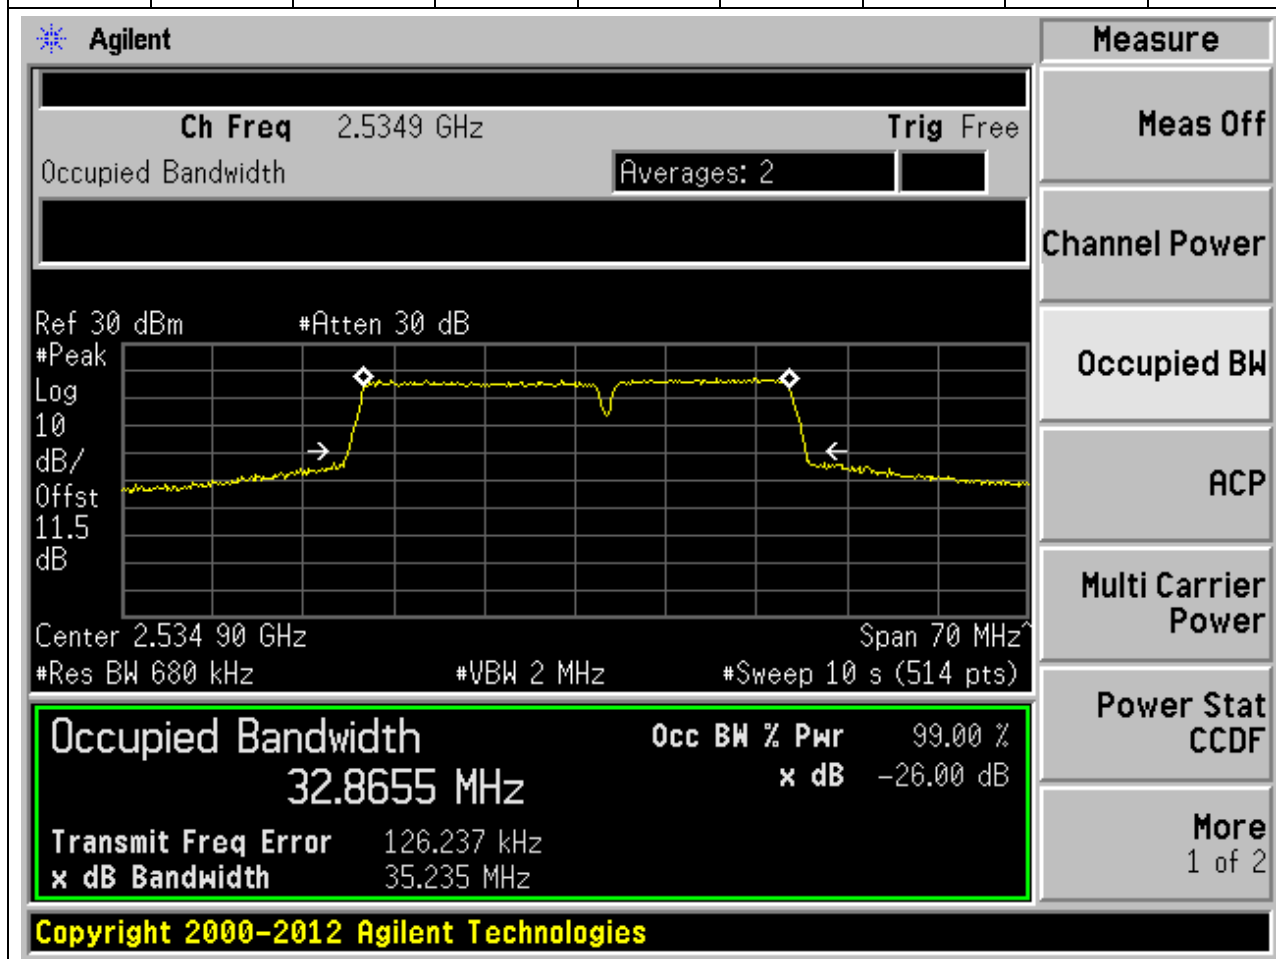 Agilent
Measure
Ch Freq 2.5349 GHz Trig Free
Meas Off
Occupied Bandwidth Averages: 2
Channel Power
Ref 30 dBm #Atten 30 dB
#Peak
Log
10
dB/
Offst
11.5
dB
Occupied BW
ACP
Center 2.534 90 GHz Span 70 MHz^
#Res BW 680 kHz #VBW 2 MHz #Sweep 10 s (514 pts)
Multi Carrier
Power
Occupied Bandwidth Occ BW % Pwr 99.00 %
32.8655 MHz x dB -26.00 dB
Power Stat
CCDF
Transmit Freq Error 126.237 kHz
x dB Bandwidth 35.235 MHz
More
1 of 2
Copyright 2000-2012 Agilent Technologies